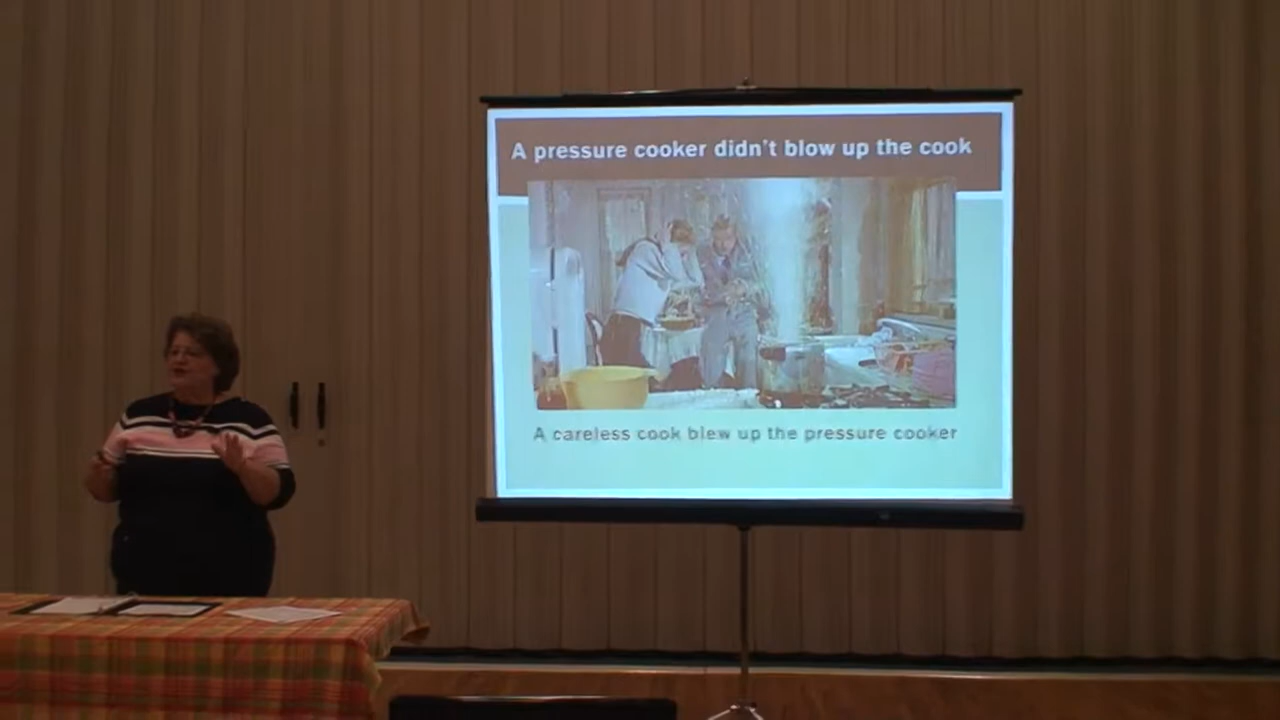 A pressure cooker didn't blow up the cook
A careless cook blew up the pressure cooker